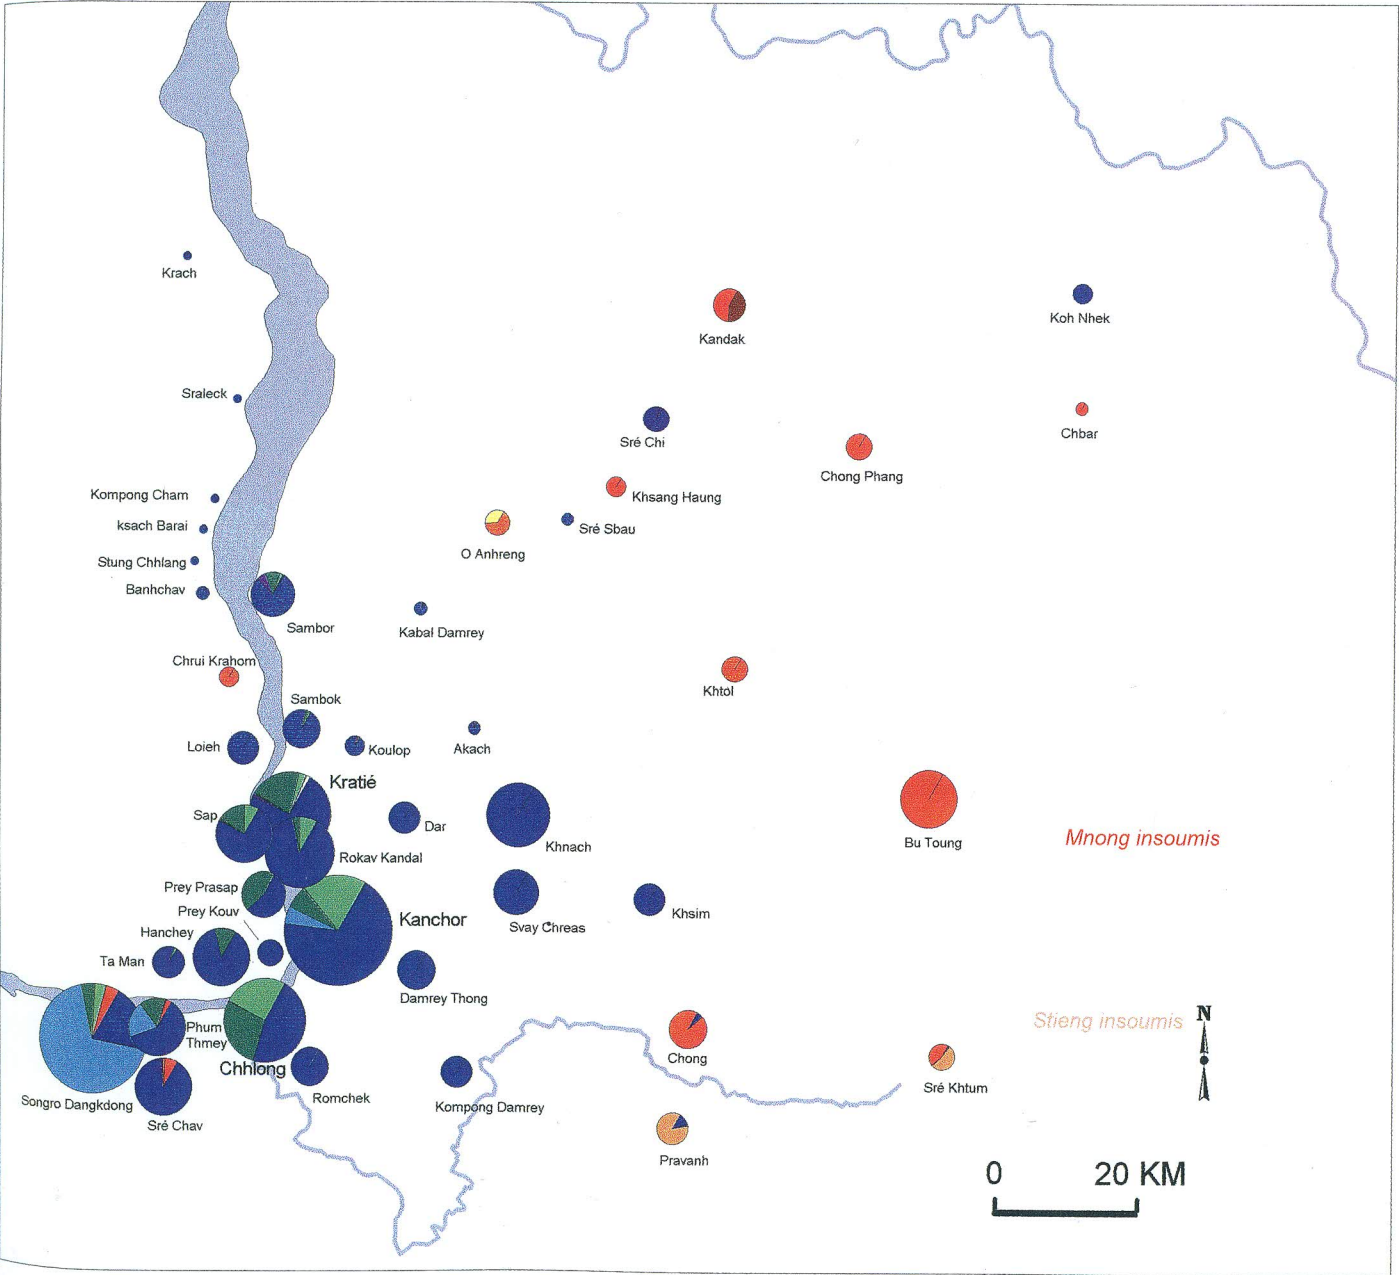 Krach
Kandak
Koh Nhek
Sraleck
Sré Chi
Chbar
Chong Phang
Kompong Cham
Khsang Haung
ksach Barai
Sré Sbau
O Anhreng
Stung Chhlang
Banhchav
Sambor
Kabal Damrey
Chrui Krahom
Khtol
Sambok
Loieh
Koulop
Akach
Kratié
Sap
Dar
Khnach
Bu Toung
Mnong insoumis
Rokav Kandal
Prey Prasap
Prey Kouv
Kanchor
Khsim
Svay Chreas
Hanchey
Ta Man
Damrey Thong
Stieng insoumis
N
Phum
Thmey
Chhlong
Chong
Sré Khtum
Romchek
Kompong Damrey
Songro Dangkdong
Sré Chav
Pravanh
0 20 KM